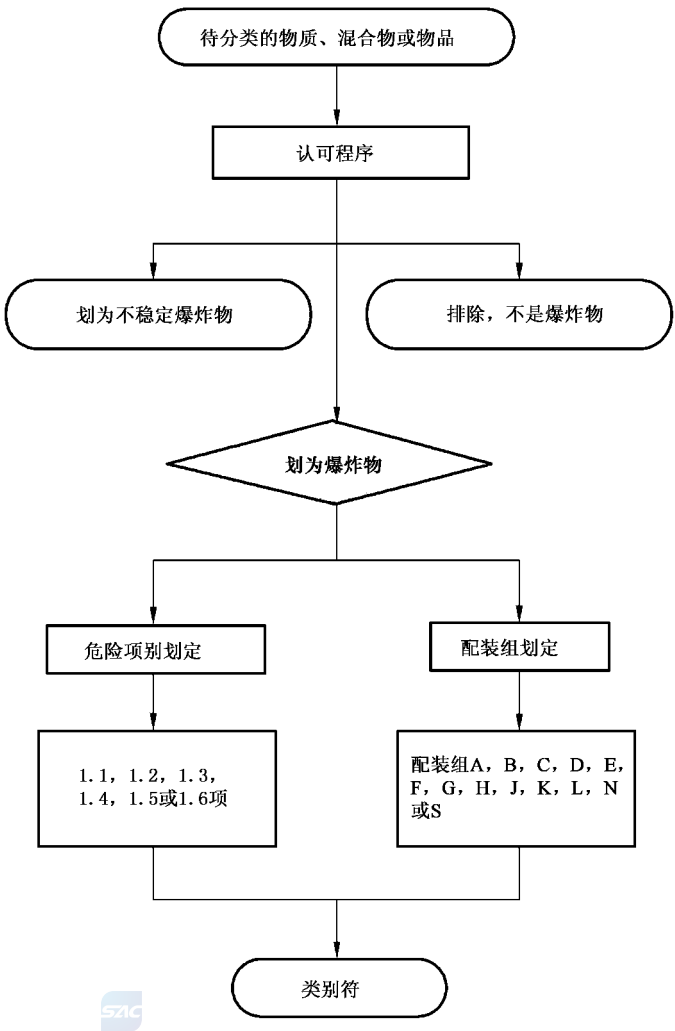 待分类的物质、混合物或物品
认可程序
划为不稳定爆炸物
排除，不是爆炸物
划为爆炸物
危险项别划定
配装组划定
1.1，1.2，1.3，
1.4，1.5或1.6项
配装组A，B，C，D，E，
F，G，H，J，K，L，N
或S
类别符
SAC